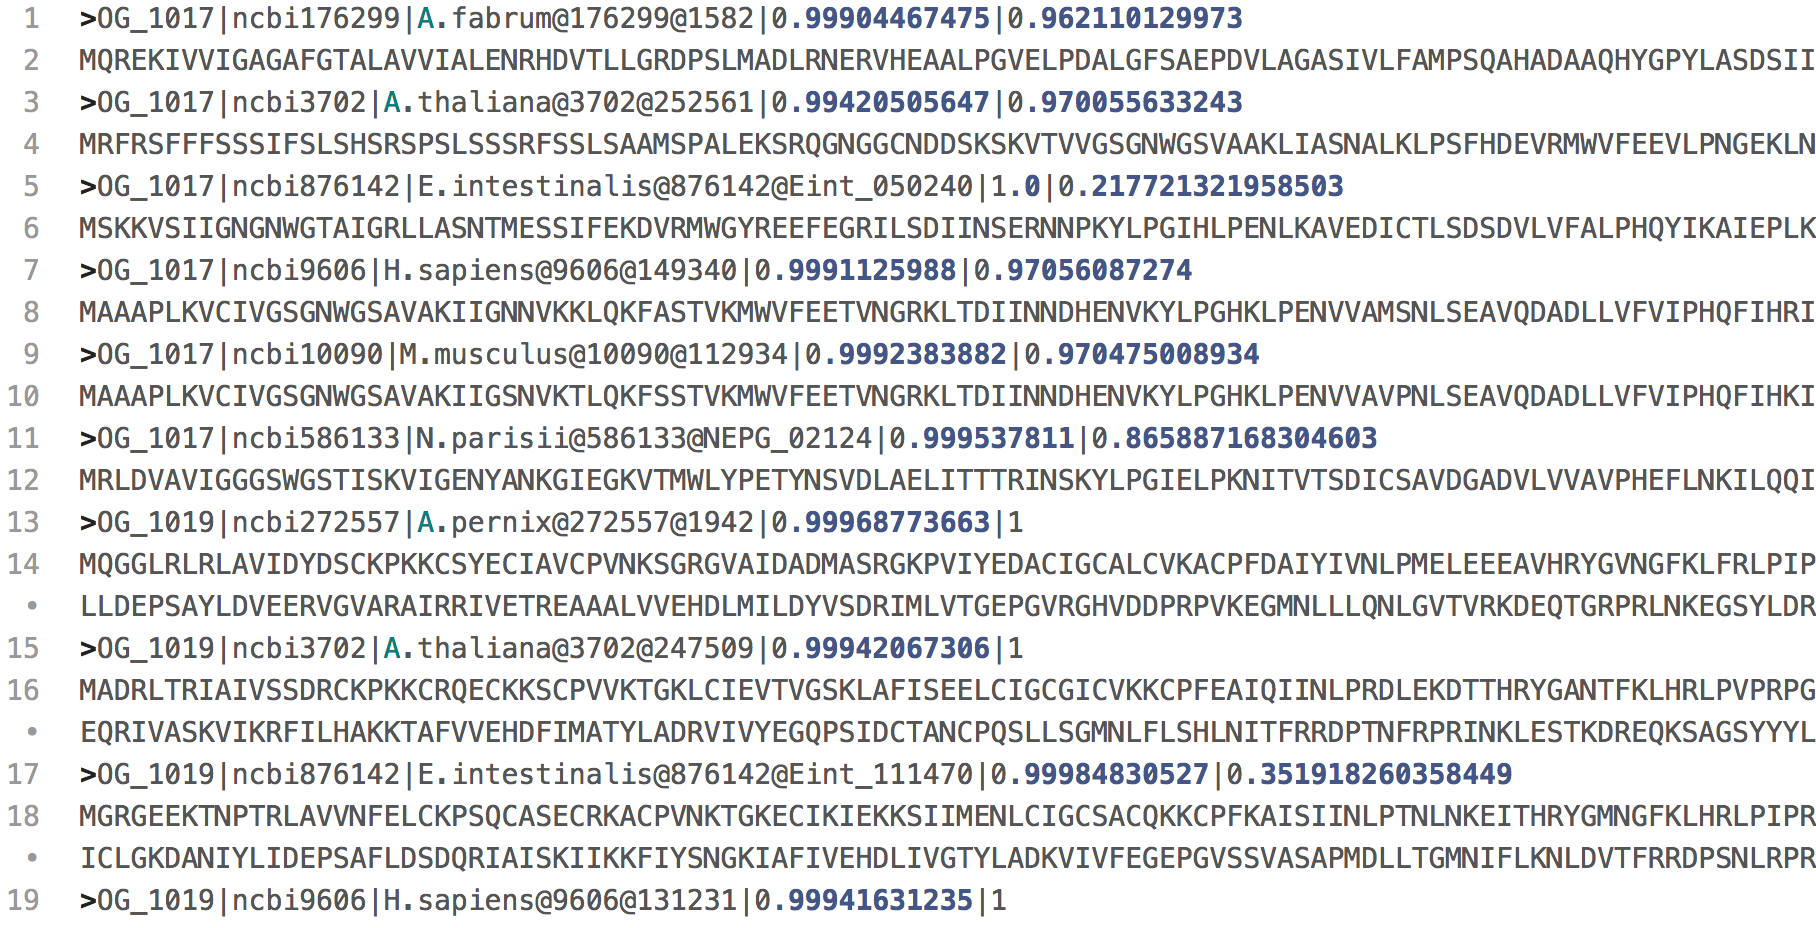 1 >OG_1017|ncbi176299|A.fabrum@176299@1582|0.99904467475|0.962110129973
2 MQREKIVVIGAGAFGTALAVVIALENRHDVTLLGRDPSLMADLRNERVHEAALPGVELPDALGFSAEPDVLAGASIVLFAMPSQAHADAAQHYGPYLASDSII
3 >OG_1017|ncbi3702|A.thaliana@3702@252561|0.99420505647|0.970055633243
4 MRFRSFFFSSSIFSLSHSRSPSLSSSRFSSLSAAMSPALEKSRQGNGGCNDDSKSKVTVVGSGNWGSVAAKLIASNALKLPSFHDEVRMWVFEEVLPNGEKLN
5 >OG_1017|ncbi876142|E.intestinalis@876142@Eint_050240|1.0|0.217721321958503
6 MSKKVSIIGNGNWGTAIGRLLASNTMESSIFEKDVRMWGYREEFEGRILSDIINSERNNPKYLPGIHLPENLKAVEDICTLSDSDVLVFALPHQYIKAIEPLK
7 >OG_1017|ncbi9606|H.sapiens@9606@149340|0.9991125988|0.97056087274
8 MAAAPLKVCIVGSGNWGSAVAKIIGNNVKKLQKFASTVKMWVFEETVNGRKLTDIINNDHENVKYLPGHKLPENVVAMSNLSEAVQDADLLVFVIPHQFIHRI
9 >OG_1017|ncbi10090|M.musculus@10090@112934|0.9992383882|0.970475008934
10 MAAAPLKVCIVGSGNWGSAVAKIIGSNVKTLQKFSSTVKMWVFEETVNGRKLTDIINNDHENVKYLPGHKLPENVVAVPNLSEAVQDADLLVFVIPHQFIHKI
11 >OG_1017|ncbi586133|N.parisii@586133@NEPG_02124|0.999537811|0.865887168304603
12 MRLDVAVIGGGSWGSTISKVIGENYANKGIEGKVTMWLYPETYNSVDLAELITTTRINSKYLPGIELPKNITVTSDICSAVDGADVLVVAVPHEFLNKILQQI
13 >OG_1019|ncbi272557|A.pernix@272557@1942|0.99968773663|1
14 MQGGLRLRLAVIDYDSCKPKKCSYECIAVCPVNKSGRGVAIDADMASRGKPVIYEDACIGCALCVKACPFDAIYIVNLPMELEEEAVHRYGVNGFKLFRLPIP
• LLDEPSAYLDVEERVGVARAIRRIVETREAAALVVEHDLMILDYVSDRIMLVTGEPGVRGHVDDPRPVKEGMNLLLQNLGVTVRKDEQTGRPRLNKEGSYLDR
15 >OG_1019|ncbi3702|A.thaliana@3702@247509|0.99942067306|1
16 MADRLTRIAIVSSDRCKPKKCRQECKKSCPVVKTGKLCIEVTVGSKLAFISEELCIGCGICVKKCPFEAIQIINLPRDLEKDTTHRYGANTFKLHRLPVPRPG
• EQRIVASKVIKRFILHAKKTAFVVEHDFIMATYLADRVIVYEGQPSIDCTANCPQSLLSGMNLFLSHLNITFRRDPTNFRPRINKLESTKDREQKSAGSYYYL
17 >OG_1019|ncbi876142|E.intestinalis@876142@Eint_111470|0.99984830527|0.351918260358449
18 MGRGEEKTNPTRLAVVNFELCKPSQCASECRKACPVNKTGKECIKIEKKSIIMENLCIGCSACQKKCPFKAISIINLPTNLNKEITHRYGMNGFKLHRLPIPR
• ICLGKDANIYLIDEPSAFLDSDQRIAISKIIKKFIYSNGKIAFIVEHDLIVGTYLADKVIVFEGEPGVSSVASAPMDLLTGMNIFLKNLDVTFRRDPSNLRPR
19 >OG_1019|ncbi9606|H.sapiens@9606@131231|0.99941631235|1